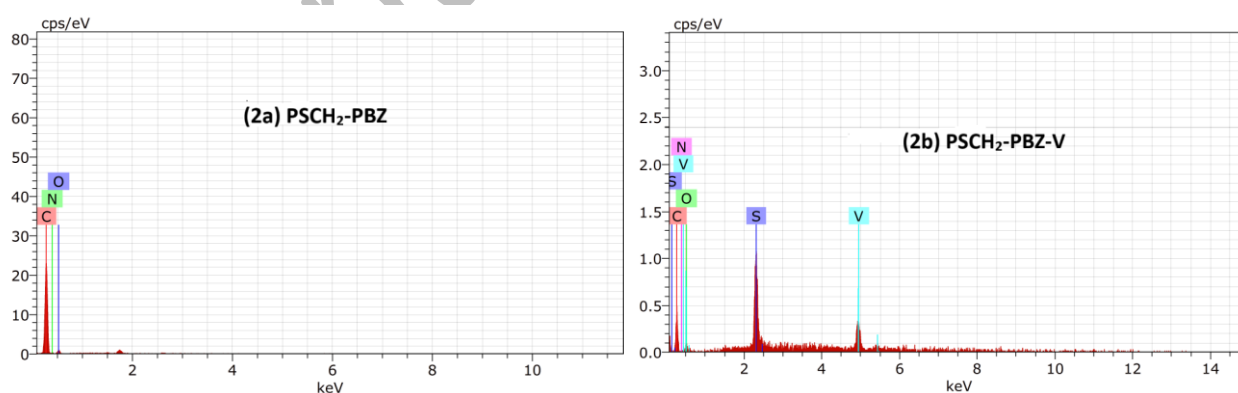 cps/eV
80
70
60
50
40
30
20
10
0
(2a) PSCH₂-PBZ
O
N
C
2 4 6 8 10
keV
cps/eV
3.0
2.5
2.0
1.5
1.0
0.5
0.0
(2b) PSCH₂-PBZ-V
N
V
S
O
C
S
V
2 4 6 8 10 12 14
keV